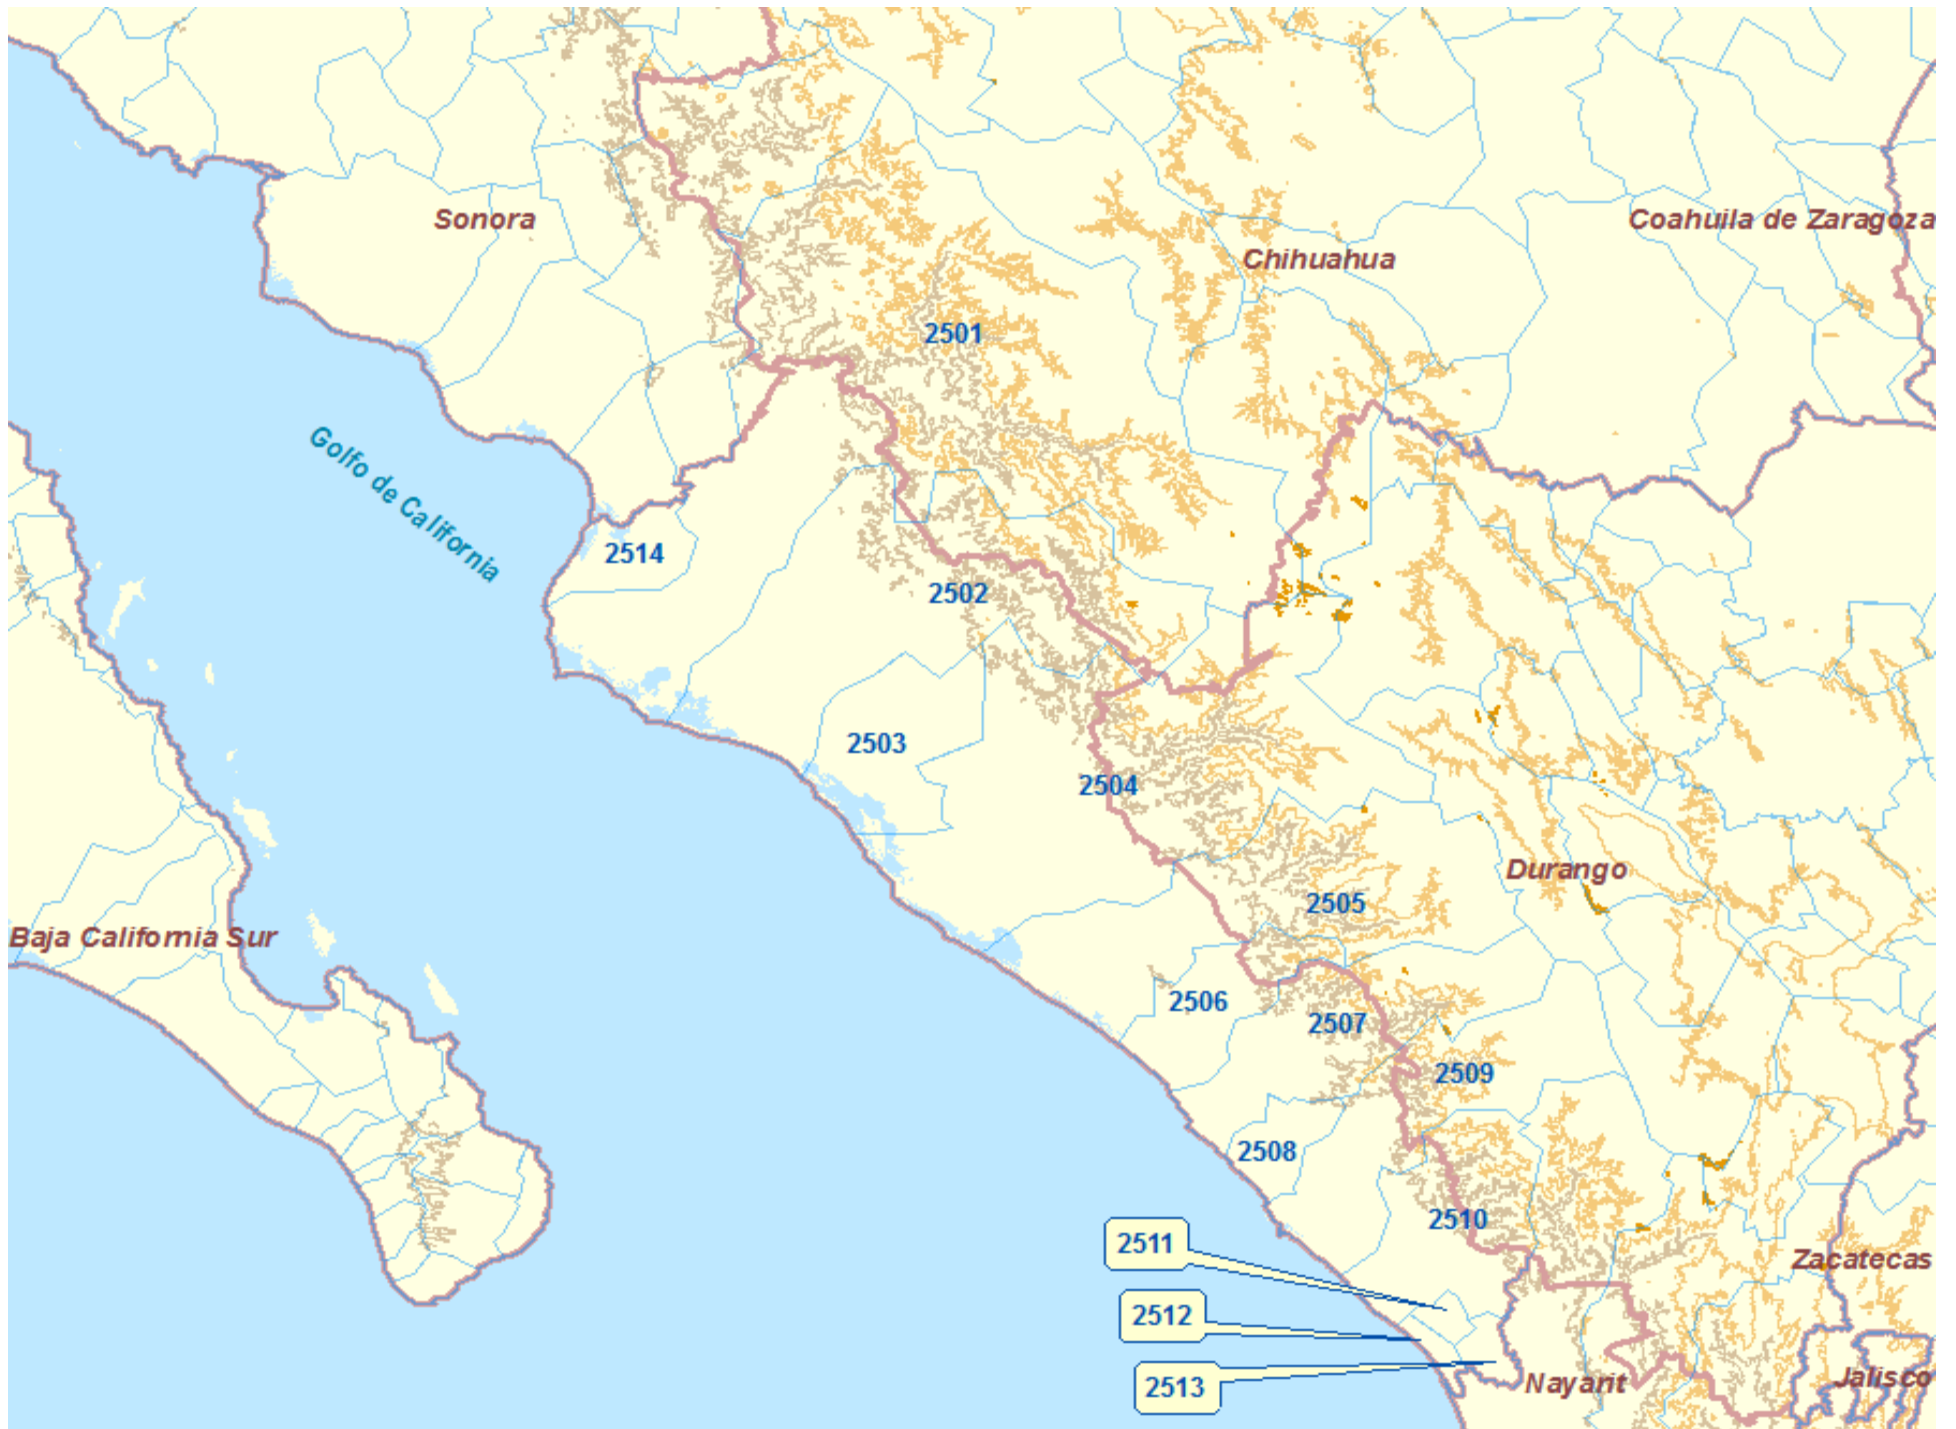 Sonora
Coahuila de Zaragoza
Chihuahua
2501
Golfo de California
2514
2502
2503
2504
Durango
2505
Baja California Sur
2506
2507
2509
2508
2510
2511
Zacatecas
2512
2513
Nayarit
Jalisco